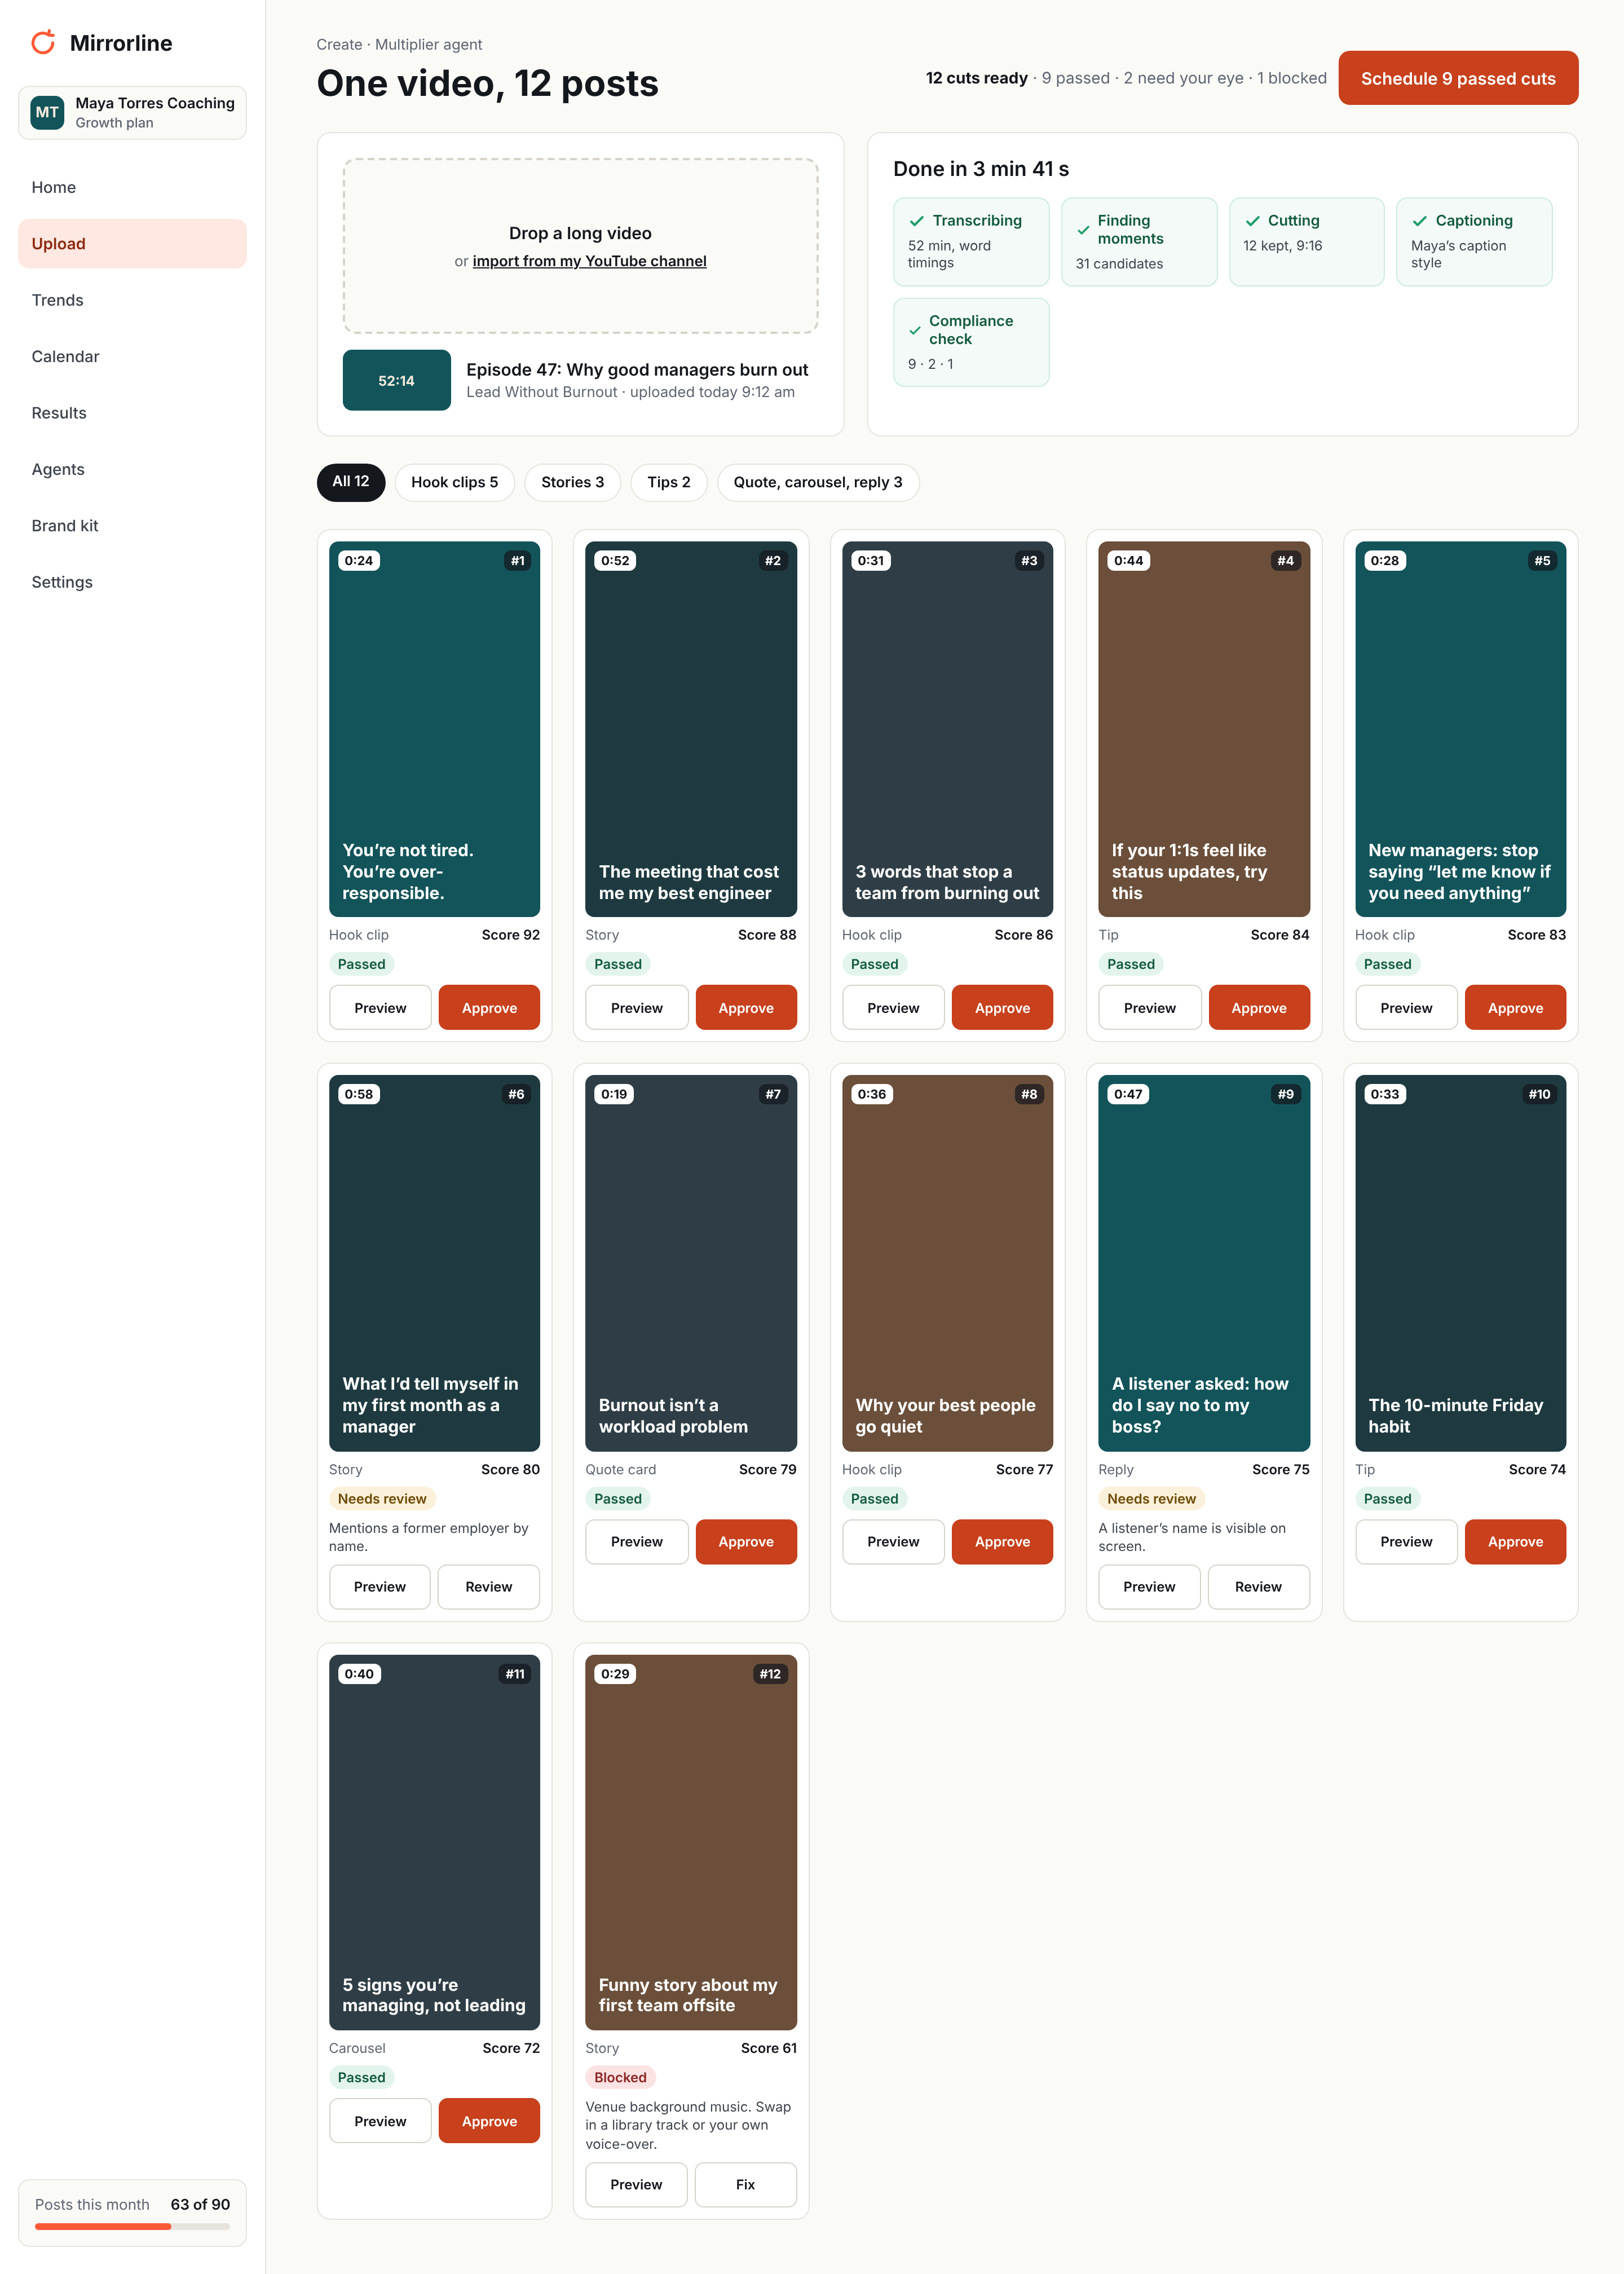 Mirrorline
MT
Maya Torres Coaching
Growth plan
Home
Upload
Trends
Calendar
Results
Agents
Brand kit
Settings
Posts this month 63 of 90
Create · Multiplier agent
One video, 12 posts
12 cuts ready · 9 passed · 2 need your eye · 1 blocked
Schedule 9 passed cuts
Drop a long video
or import from my YouTube channel
52:14
Episode 47: Why good managers burn out
Lead Without Burnout · uploaded today 9:12 am
Done in 3 min 41 s
Transcribing
52 min, word
timings
Finding
moments
31 candidates
Cutting
12 kept, 9:16
Captioning
Maya’s caption
style
Compliance
check
9 · 2 · 1
All 12
Hook clips 5
Stories 3
Tips 2
Quote, carousel, reply 3
0:24 #1
You’re not tired.
You’re over-
responsible.
Hook clip Score 92
Passed
Preview Approve
0:52 #2
The meeting that cost
me my best engineer
Story Score 88
Passed
Preview Approve
0:31 #3
3 words that stop a
team from burning out
Hook clip Score 86
Passed
Preview Approve
0:44 #4
If your 1:1s feel like
status updates, try
this
Tip Score 84
Passed
Preview Approve
0:28 #5
New managers: stop
saying “let me know if
you need anything”
Hook clip Score 83
Passed
Preview Approve
0:58 #6
What I’d tell myself in
my first month as a
manager
Story Score 80
Needs review
Mentions a former employer by
name.
Preview Review
0:19 #7
Burnout isn’t a
workload problem
Quote card Score 79
Passed
Preview Approve
0:36 #8
Why your best people
go quiet
Hook clip Score 77
Passed
Preview Approve
0:47 #9
A listener asked: how
do I say no to my
boss?
Reply Score 75
Needs review
A listener’s name is visible on
screen.
Preview Review
0:33 #10
The 10-minute Friday
habit
Tip Score 74
Passed
Preview Approve
0:40 #11
5 signs you’re
managing, not leading
Carousel Score 72
Passed
Preview Approve
0:29 #12
Funny story about my
first team offsite
Story Score 61
Blocked
Venue background music. Swap
in a library track or your own
voice-over.
Preview Fix